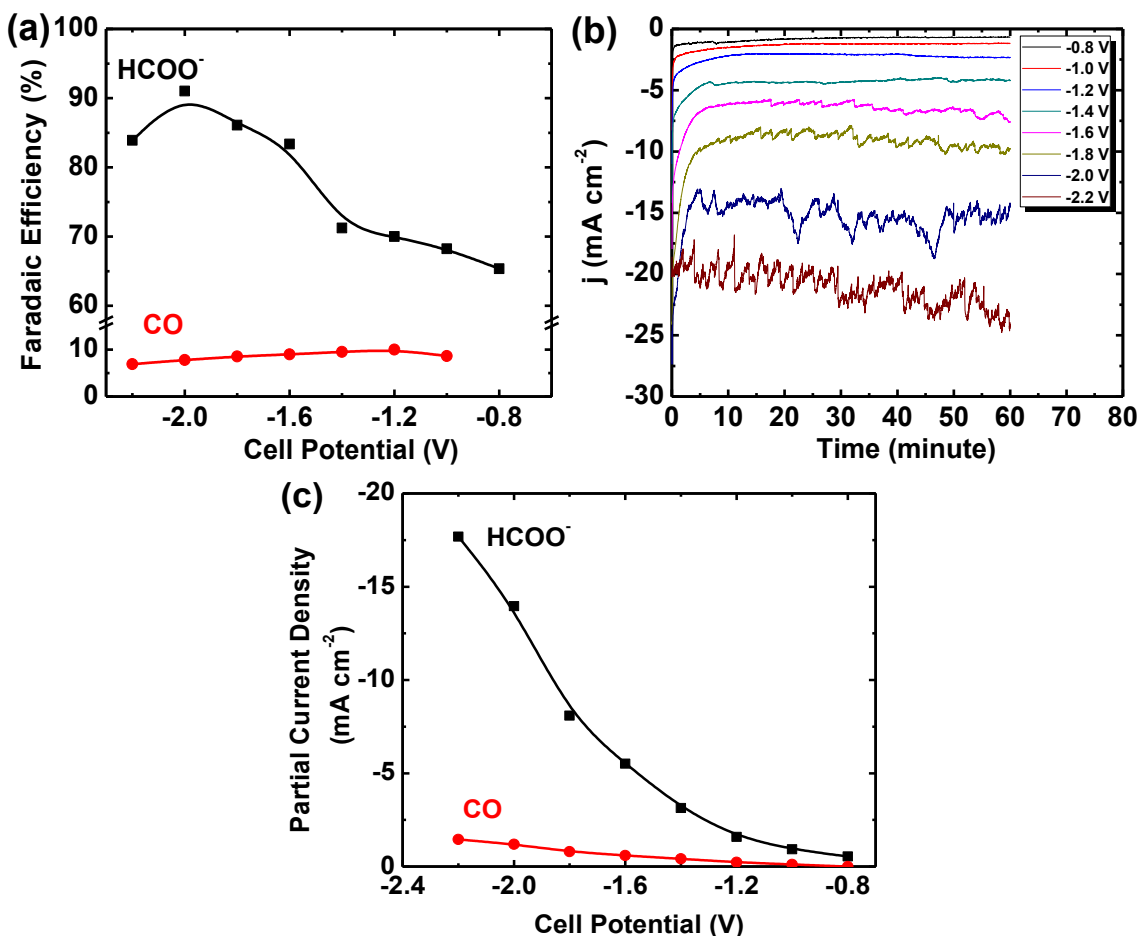 (a)
100
90
80
70
60
10
0
Faradaic Efficiency (%)
HCOO⁻
CO
-2.0
-1.6
-1.2
-0.8
Cell Potential (V)
(b)
0
-5
-10
-15
-20
-25
-30
j (mA cm⁻²)
-0.8 V
-1.0 V
-1.2 V
-1.4 V
-1.6 V
-1.8 V
-2.0 V
-2.2 V
0
10
20
30
40
50
60
70
80
Time (minute)
(c)
-20
-15
-10
-5
0
Partial Current Density
(mA cm⁻²)
HCOO⁻
CO
-2.4
-2.0
-1.6
-1.2
-0.8
Cell Potential (V)